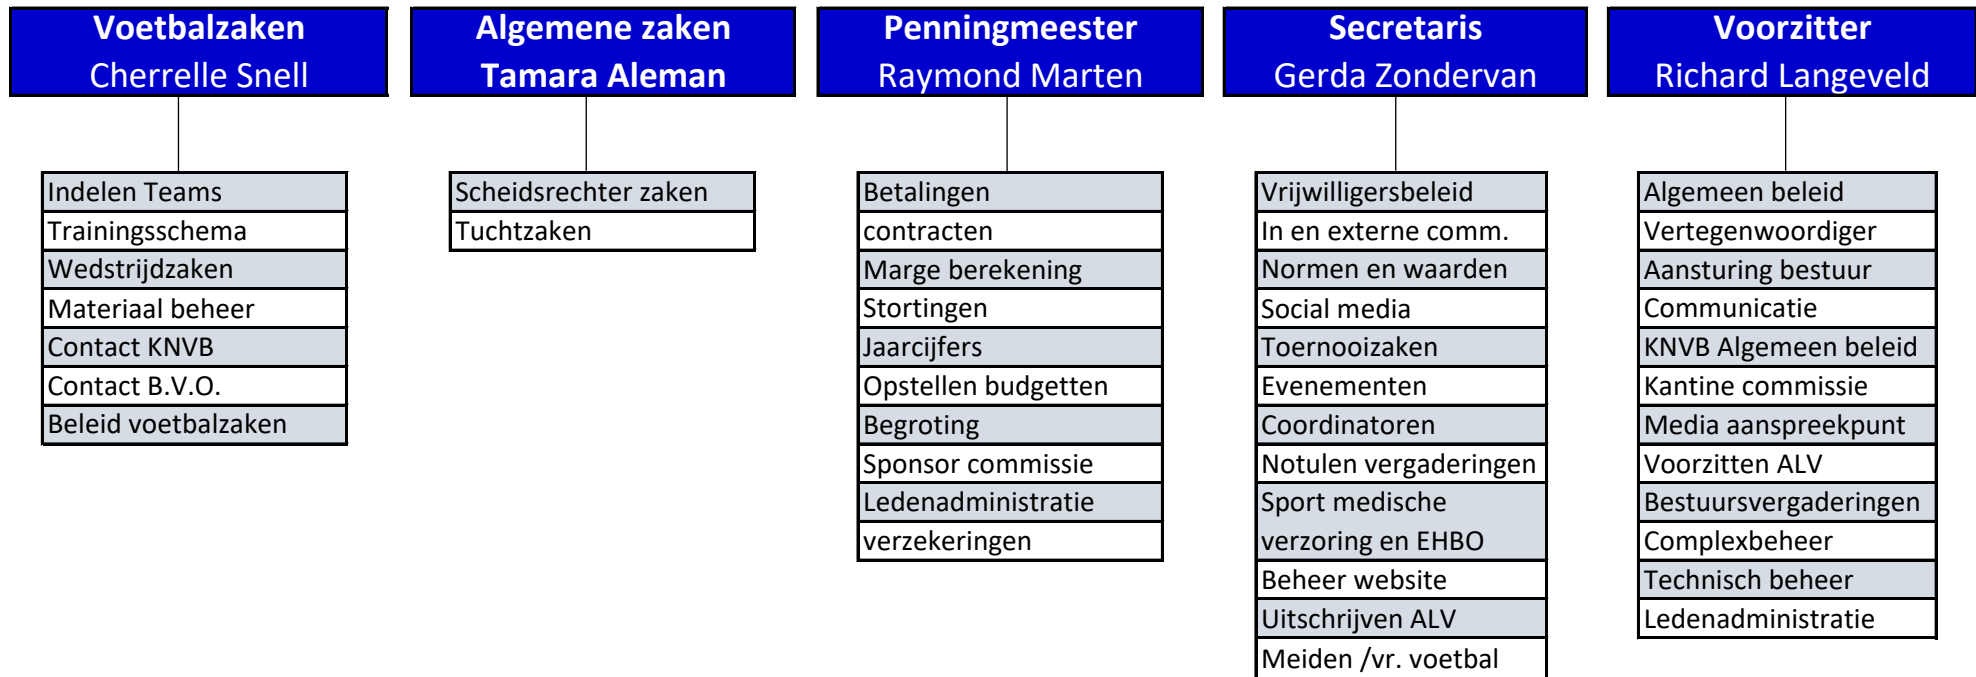 Voetbalzaken
Cherrelle Snell
Indelen Teams
Trainingsschema
Wedstrijdzaken
Materiaal beheer
Contact KNVB
Contact B.V.O.
Beleid voetbalzaken
Algemene zaken
Tamara Aleman
Scheidsrechter zaken
Tuchtzaken
Penningmeester
Raymond Marten
Betalingen
contracten
Marge berekening
Stortingen
Jaarcijfers
Opstellen budgetten
Begroting
Sponsor commissie
Ledenadministratie
verzekeringen
Secretaris
Gerda Zondervan
Vrijwilligersbeleid
In en externe comm.
Normen en waarden
Social media
Toernooizaken
Evenementen
Coordinatoren
Notulen vergaderingen
Sport medische
verzoring en EHBO
Beheer website
Uitschrijven ALV
Meiden /vr. voetbal
Voorzitter
Richard Langeveld
Algemeen beleid
Vertegenwoordiger
Aansturing bestuur
Communicatie
KNVB Algemeen beleid
Kantine commissie
Media aanspreekpunt
Voorzitten ALV
Bestuursvergaderingen
Complexbeheer
Technisch beheer
Ledenadministratie